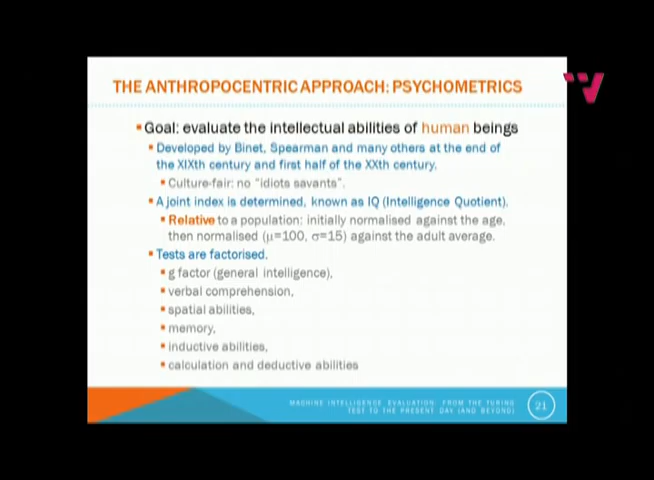 THE ANTHROPOCENTRIC APPROACH: PSYCHOMETRICS
Goal: evaluate the intellectual abilities of human beings
Developed by Binet, Spearman and many others at the end of
the XIXth century and first half of the XXth century.
Culture-fair: no "idiots savants".
A joint index is determined, known as IQ (Intelligence Quotient).
Relative to a population: initially normalised against the age,
then normalised (μ=100, σ=15) against the adult average.
Tests are factorised.
g factor (general intelligence),
verbal comprehension,
spatial abilities,
memory,
inductive abilities,
calculation and deductive abilities
MACHINE INTELLIGENCE EVALUATION: FROM THE TURING
TEST TO THE PRESENT DAY (AND BEYOND)
21